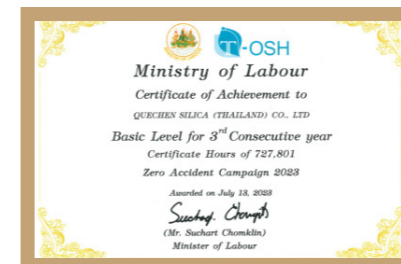 T-OSH
Ministry of Labour
Certificate of Achievement to
QUECHEN SILICA (THAILAND) CO., LTD
Basic Level for 3rd Consecutive year
Certificate Hours of 727,801
Zero Accident Campaign 2023
Awarded on July 13, 2023
Suchart Chomklin
(Mr. Suchart Chomklin)
Minister of Labour